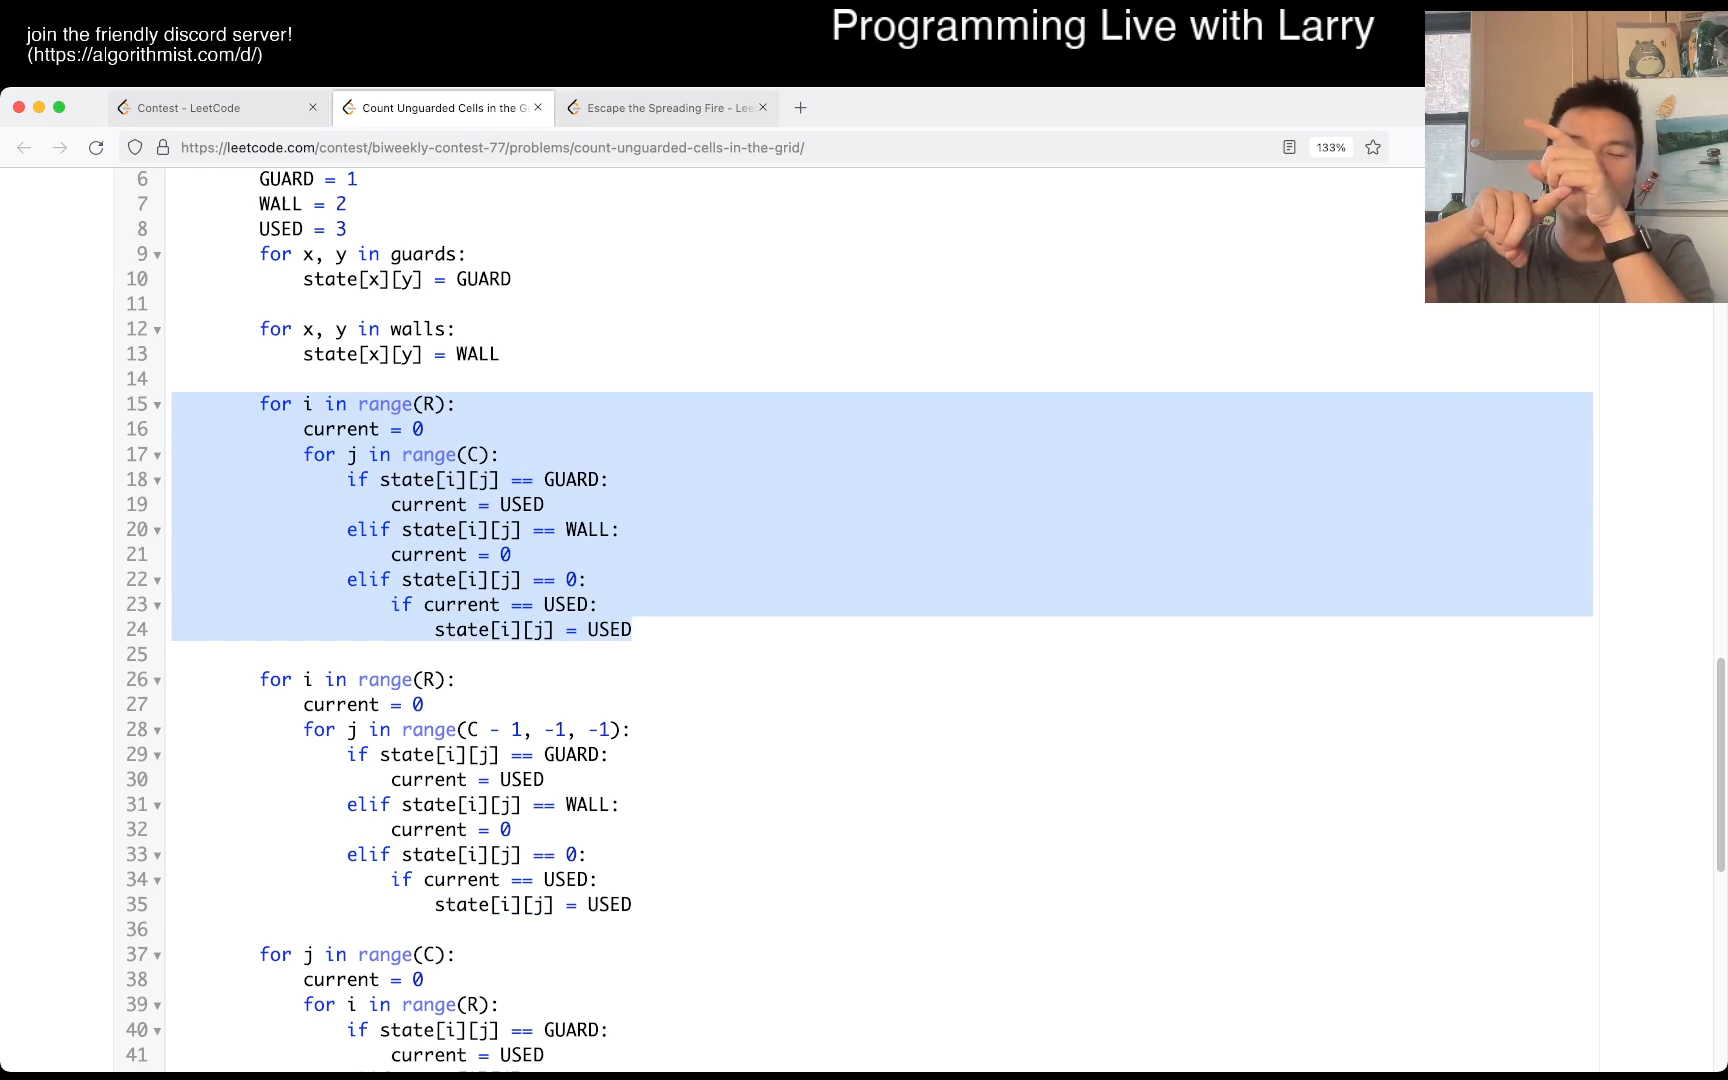 join the friendly discord server!
(https://algorithmist.com/d/)
Programming Live with Larry
Contest - LeetCode
Count Unguarded Cells in the Gr
Escape the Spreading Fire - Lee
https://leetcode.com/contest/biweekly-contest-77/problems/count-unguarded-cells-in-the-grid/
133%
6 GUARD = 1
7 WALL = 2
8 USED = 3
9 for x, y in guards:
10 state[x][y] = GUARD
11
12 for x, y in walls:
13 state[x][y] = WALL
14
15 for i in range(R):
16 current = 0
17 for j in range(C):
18 if state[i][j] == GUARD:
19 current = USED
20 elif state[i][j] == WALL:
21 current = 0
22 elif state[i][j] == 0:
23 if current == USED:
24 state[i][j] = USED
25
26 for i in range(R):
27 current = 0
28 for j in range(C - 1, -1, -1):
29 if state[i][j] == GUARD:
30 current = USED
31 elif state[i][j] == WALL:
32 current = 0
33 elif state[i][j] == 0:
34 if current == USED:
35 state[i][j] = USED
36
37 for j in range(C):
38 current = 0
39 for i in range(R):
40 if state[i][j] == GUARD:
41 current = USED